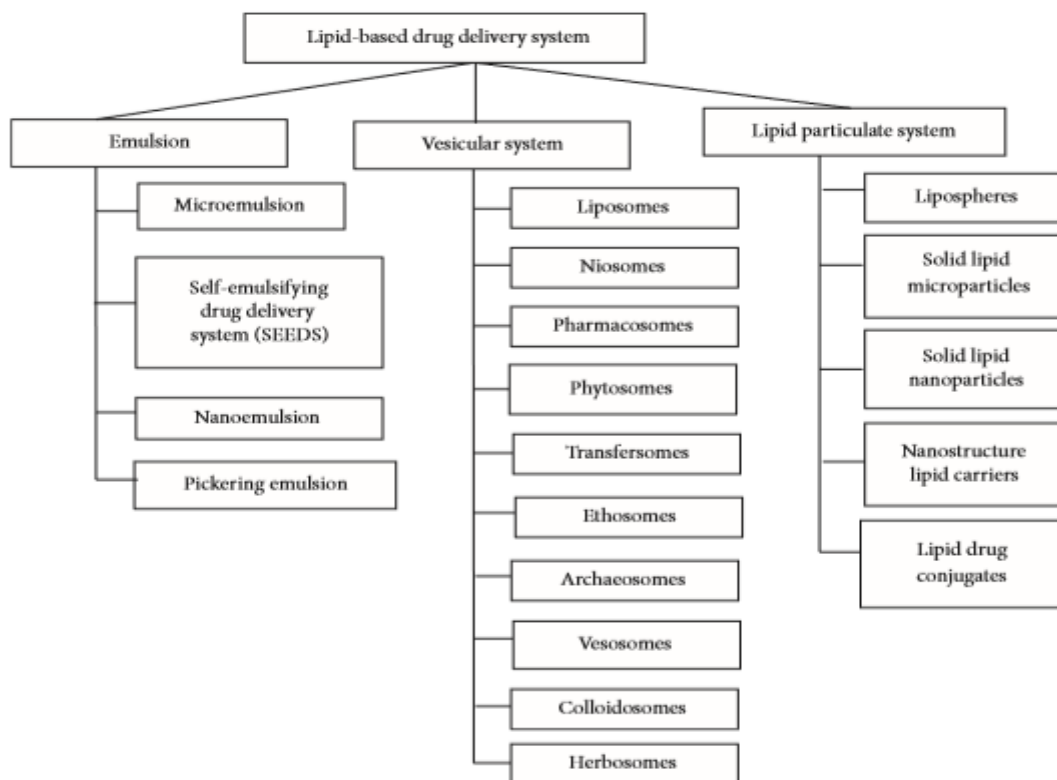 Lipid-based drug delivery system
Emulsion
Microemulsion
Self-emulsifying
drug delivery
system (SEEDS)
Nanoemulsion
Pickering emulsion
Vesicular system
Liposomes
Niosomes
Pharmacosomes
Phytosomes
Transfersomes
Ethosomes
Archaeosomes
Vesosomes
Colloidosomes
Herbosomes
Lipid particulate system
Lipospheres
Solid lipid
microparticles
Solid lipid
nanoparticles
Nanostructure
lipid carriers
Lipid drug
conjugates